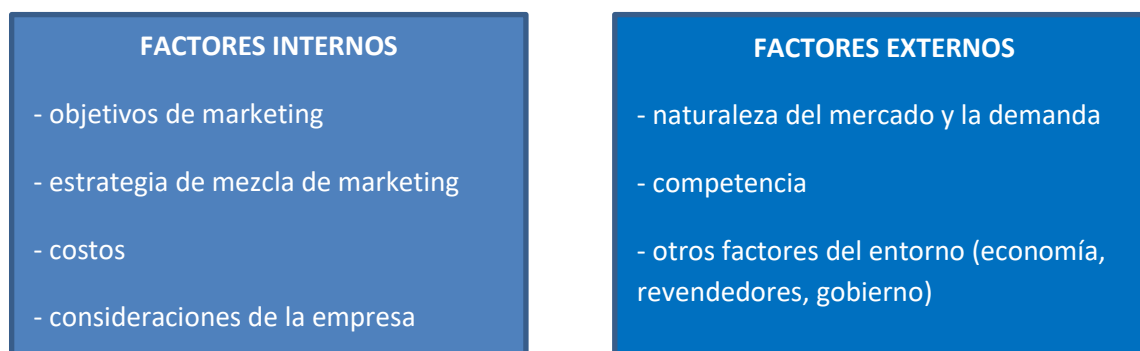 FACTORES INTERNOS
- objetivos de marketing
- estrategia de mezcla de marketing
- costos
- consideraciones de la empresa
FACTORES EXTERNOS
- naturaleza del mercado y la demanda
- competencia
- otros factores del entorno (economía,
revendedores, gobierno)